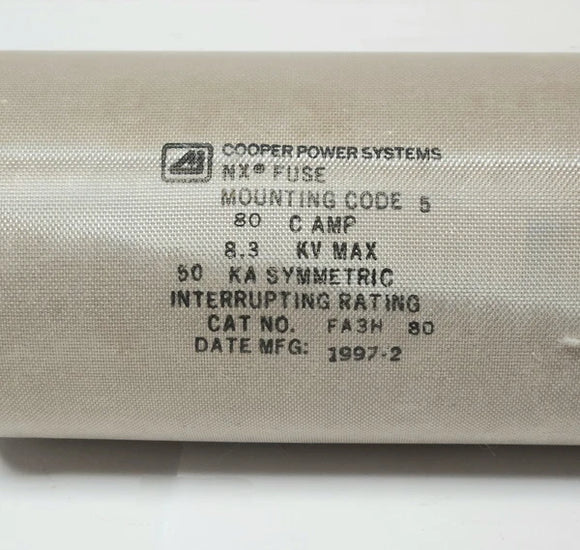 COOPER POWER SYSTEMS
NX® FUSE
MOUNTING CODE 5
80 C AMP
8.3 KV MAX
50 KA SYMMETRIC
INTERRUPTING RATING
CAT NO. FA3H 80
DATE MFG: 1997-2